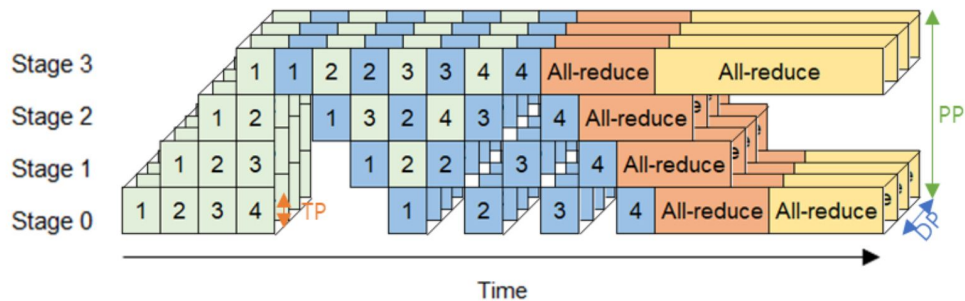 Stage 3 1 1 2 2 3 3 4 4 All-reduce All-reduce
Stage 2 1 2 1 3 2 4 3 4 All-reduce e
PP
Stage 1 1 2 3 1 2 2 3 4 All-reduce e e
Stage 0 1 2 3 4 TP 1 2 3 4 All-reduce All-reduce e DP
Time